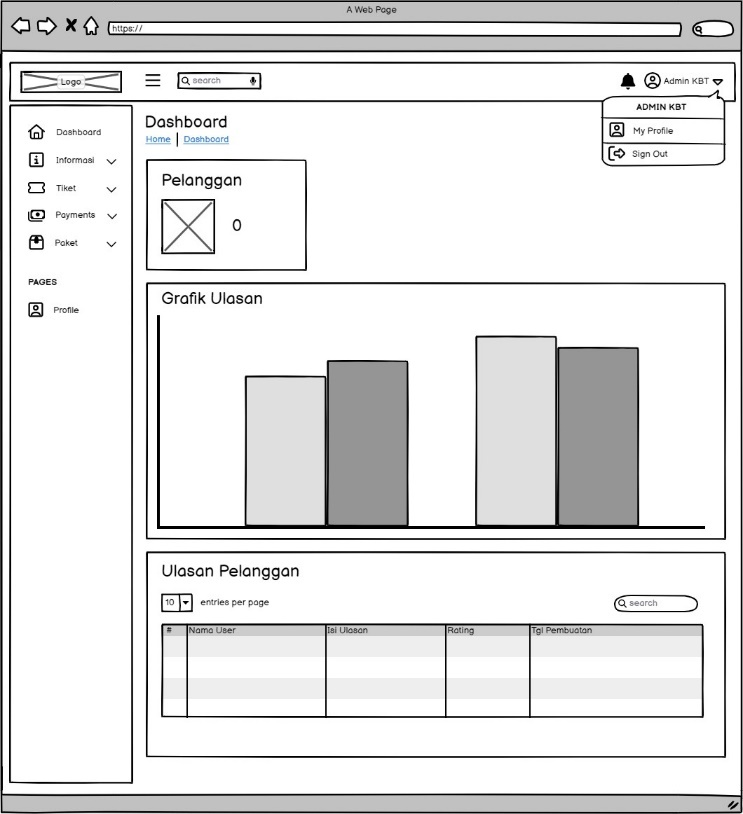 A Web Page
https://
Logo
search
Admin KBT
ADMIN KBT
My Profile
Sign Out
Dashboard
Informasi
Tiket
Payments
Paket
PAGES
Profile
Dashboard
Home
Dashboard
Pelanggan
0
Grafik Ulasan
Ulasan Pelanggan
10 entries per page
search
# Nama User Isi Ulasan Rating Tgl Pembuatan